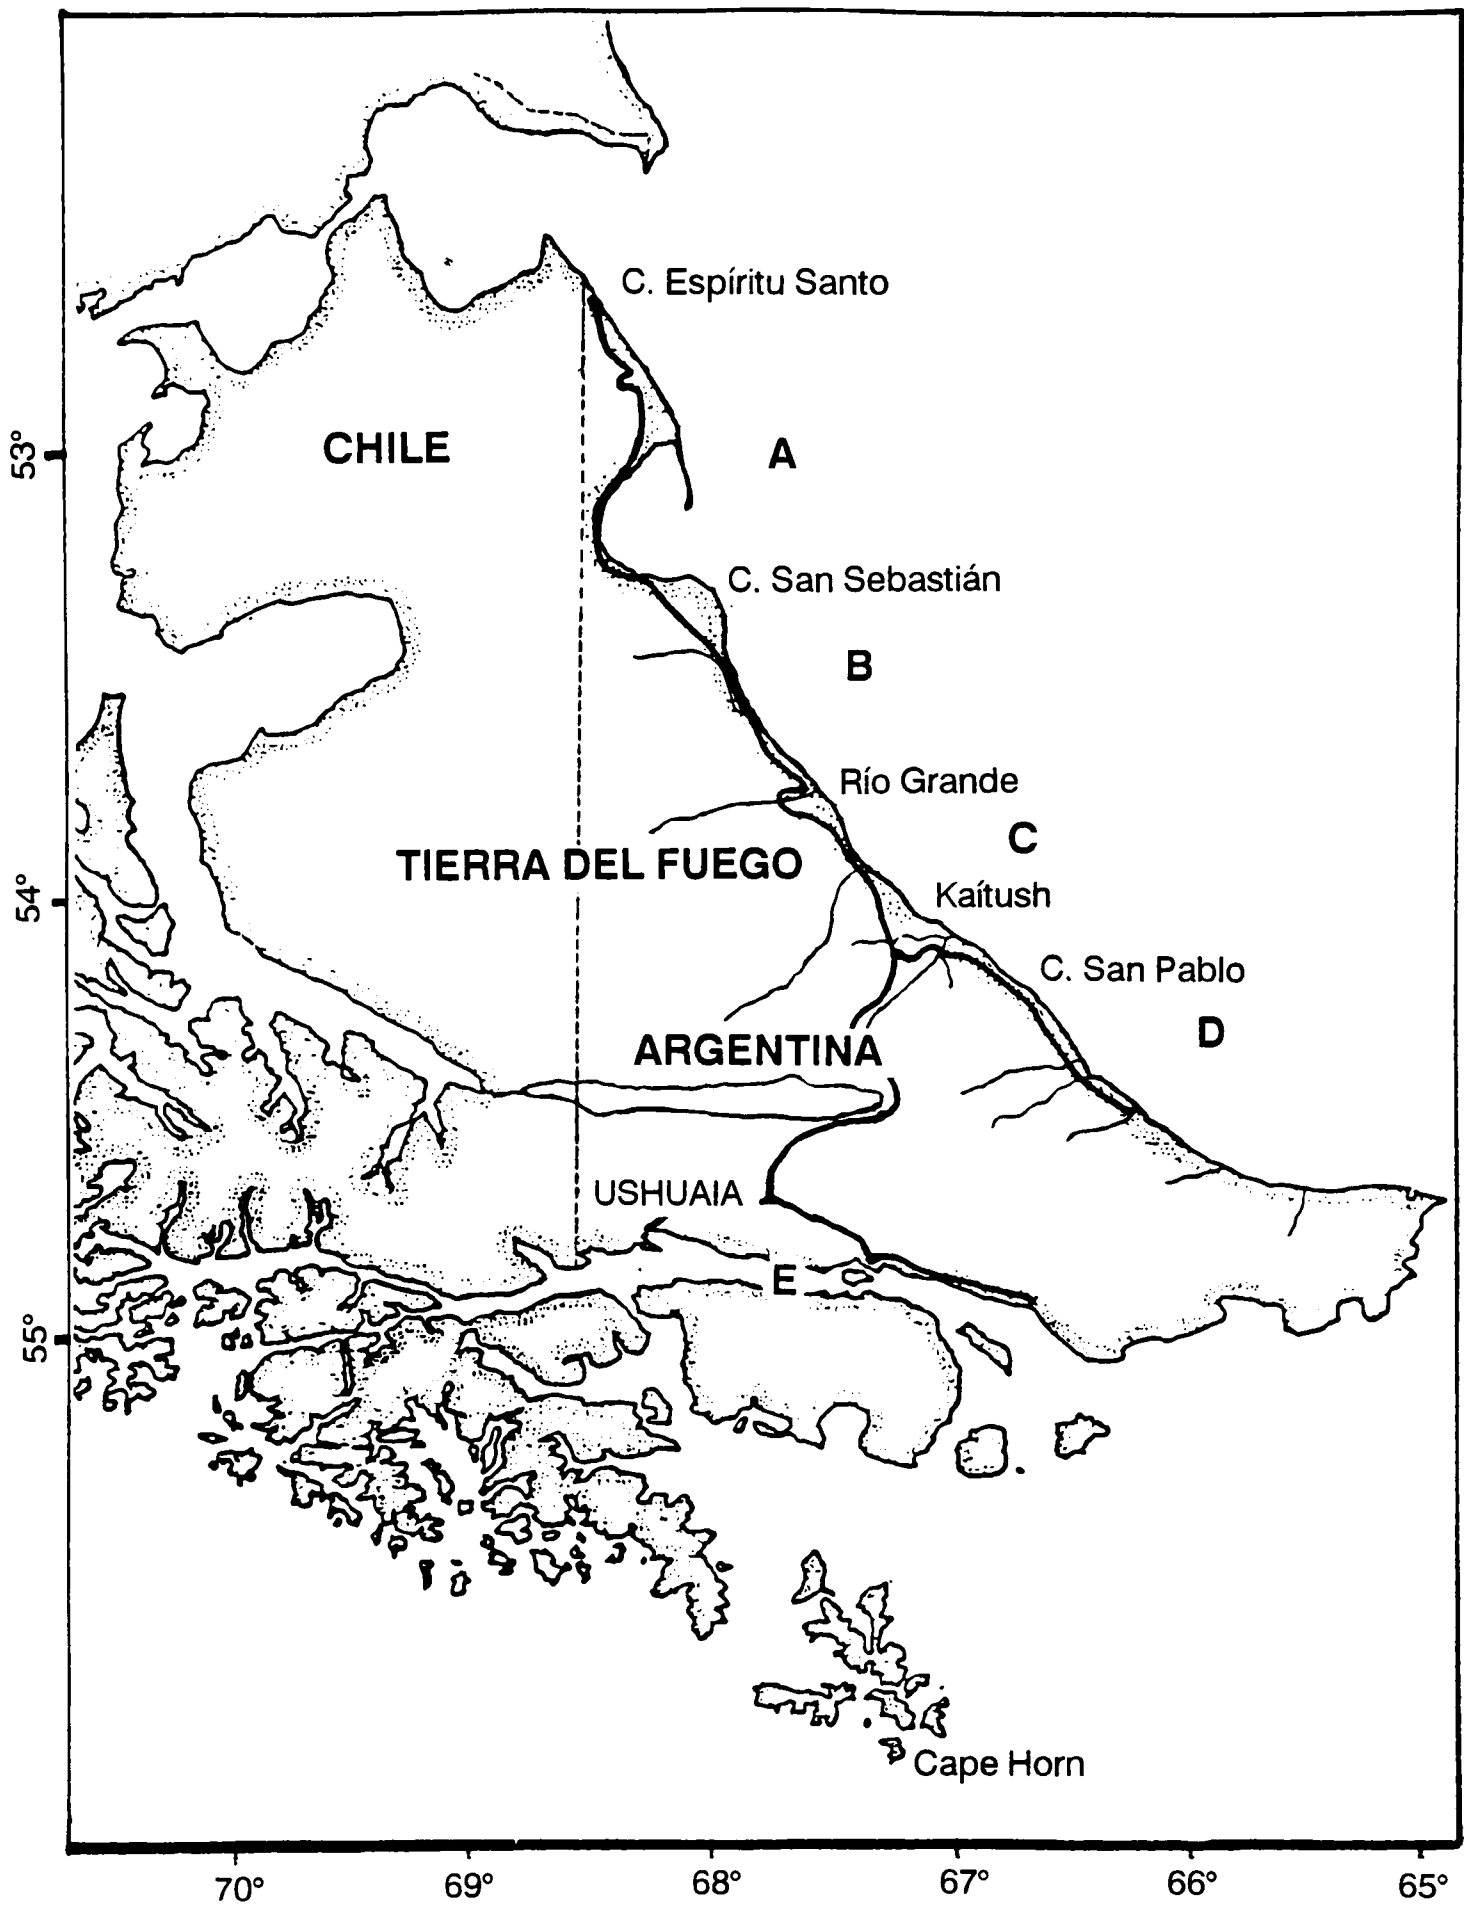 C. Espíritu Santo
53°
CHILE
A
C. San Sebastián
B
Río Grande
C
TIERRA DEL FUEGO
54°
Kaítush
C. San Pablo
D
ARGENTINA
USHUAIA
E
55°
Cape Horn
70°
69°
68°
67°
66°
65°